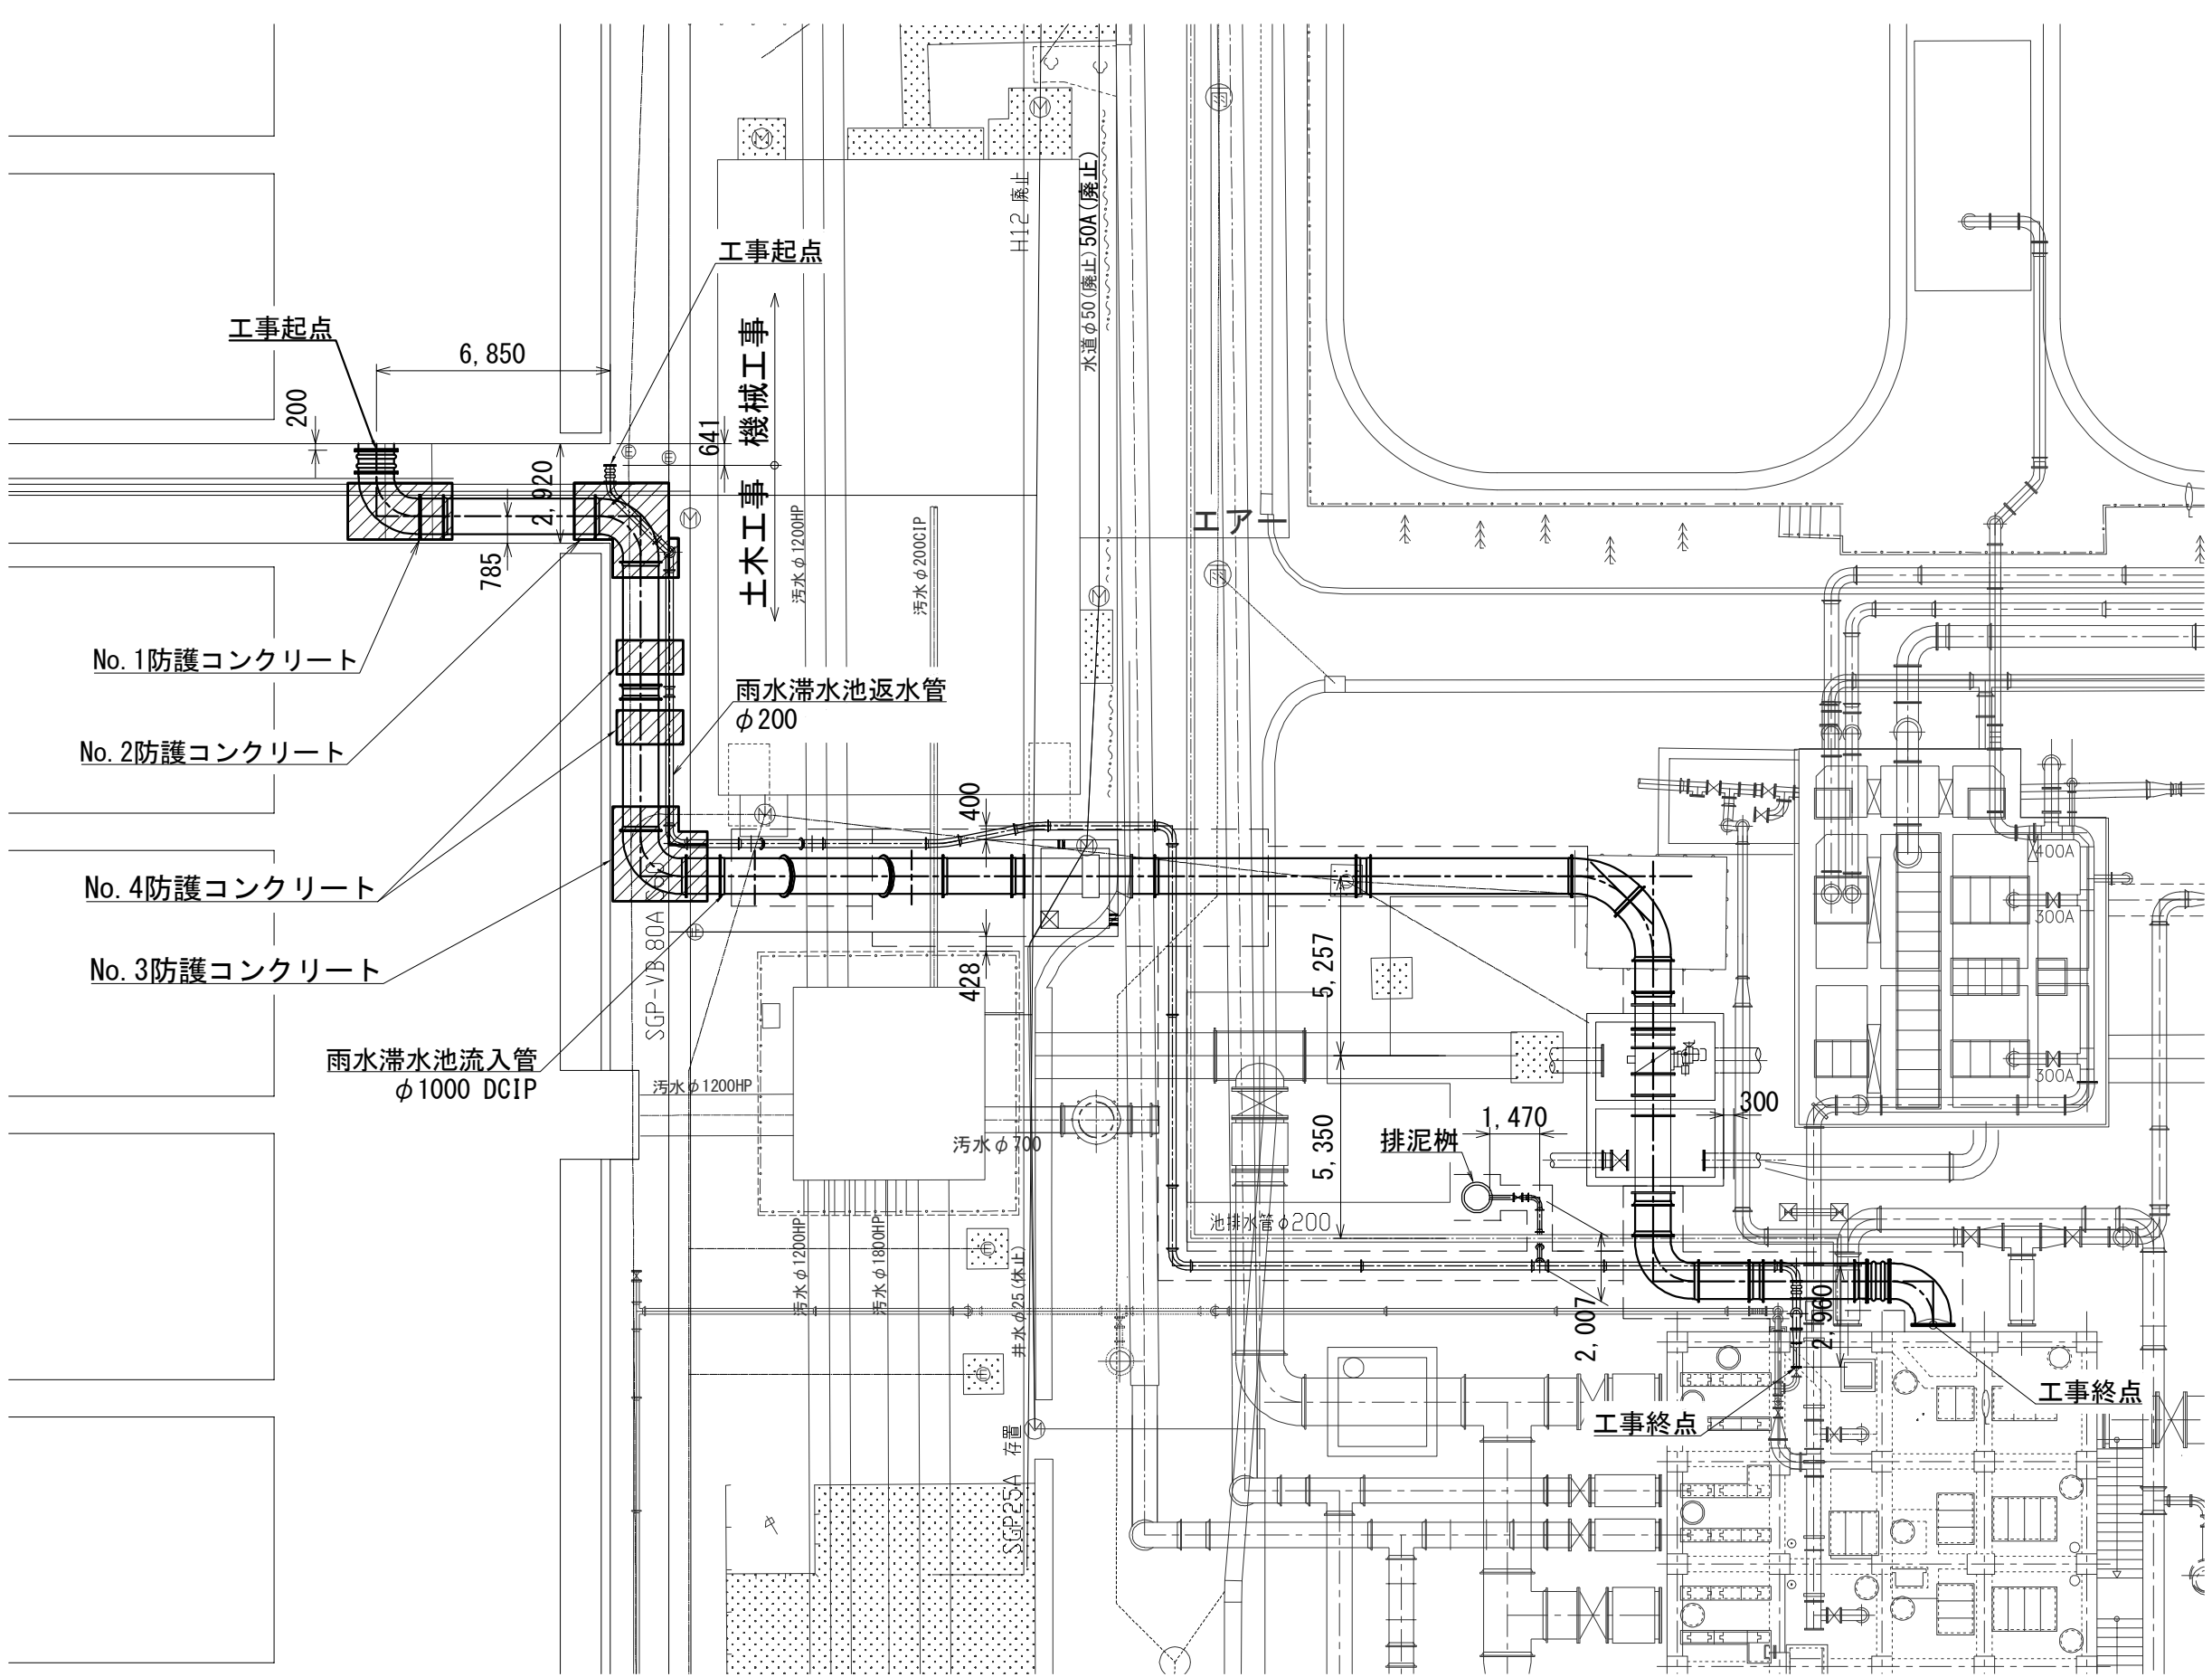 H12 廃止
水道φ50(廃止)50A(廃止)
工事起点
工事起点
6,850
200
機械工事
641
土木工事
2,920
785
汚水φ1200HP
汚水φ200CIP
エアー
No.1防護コンクリート
No.2防護コンクリート
雨水滞水池返水管
φ200
400
No.4防護コンクリート
No.3防護コンクリート
SGP-VB 80A
428
5,257
400A
300A
300A
雨水滞水池流入管
φ1000 DCIP
汚水φ1200HP
汚水φ700
1,470
300
排泥桝
5,350
池排水管φ200
汚水φ1200HP
汚水φ1800HP
井水φ25(休止)
2,007
2,960
工事終点
工事終点
SGP25A 存置